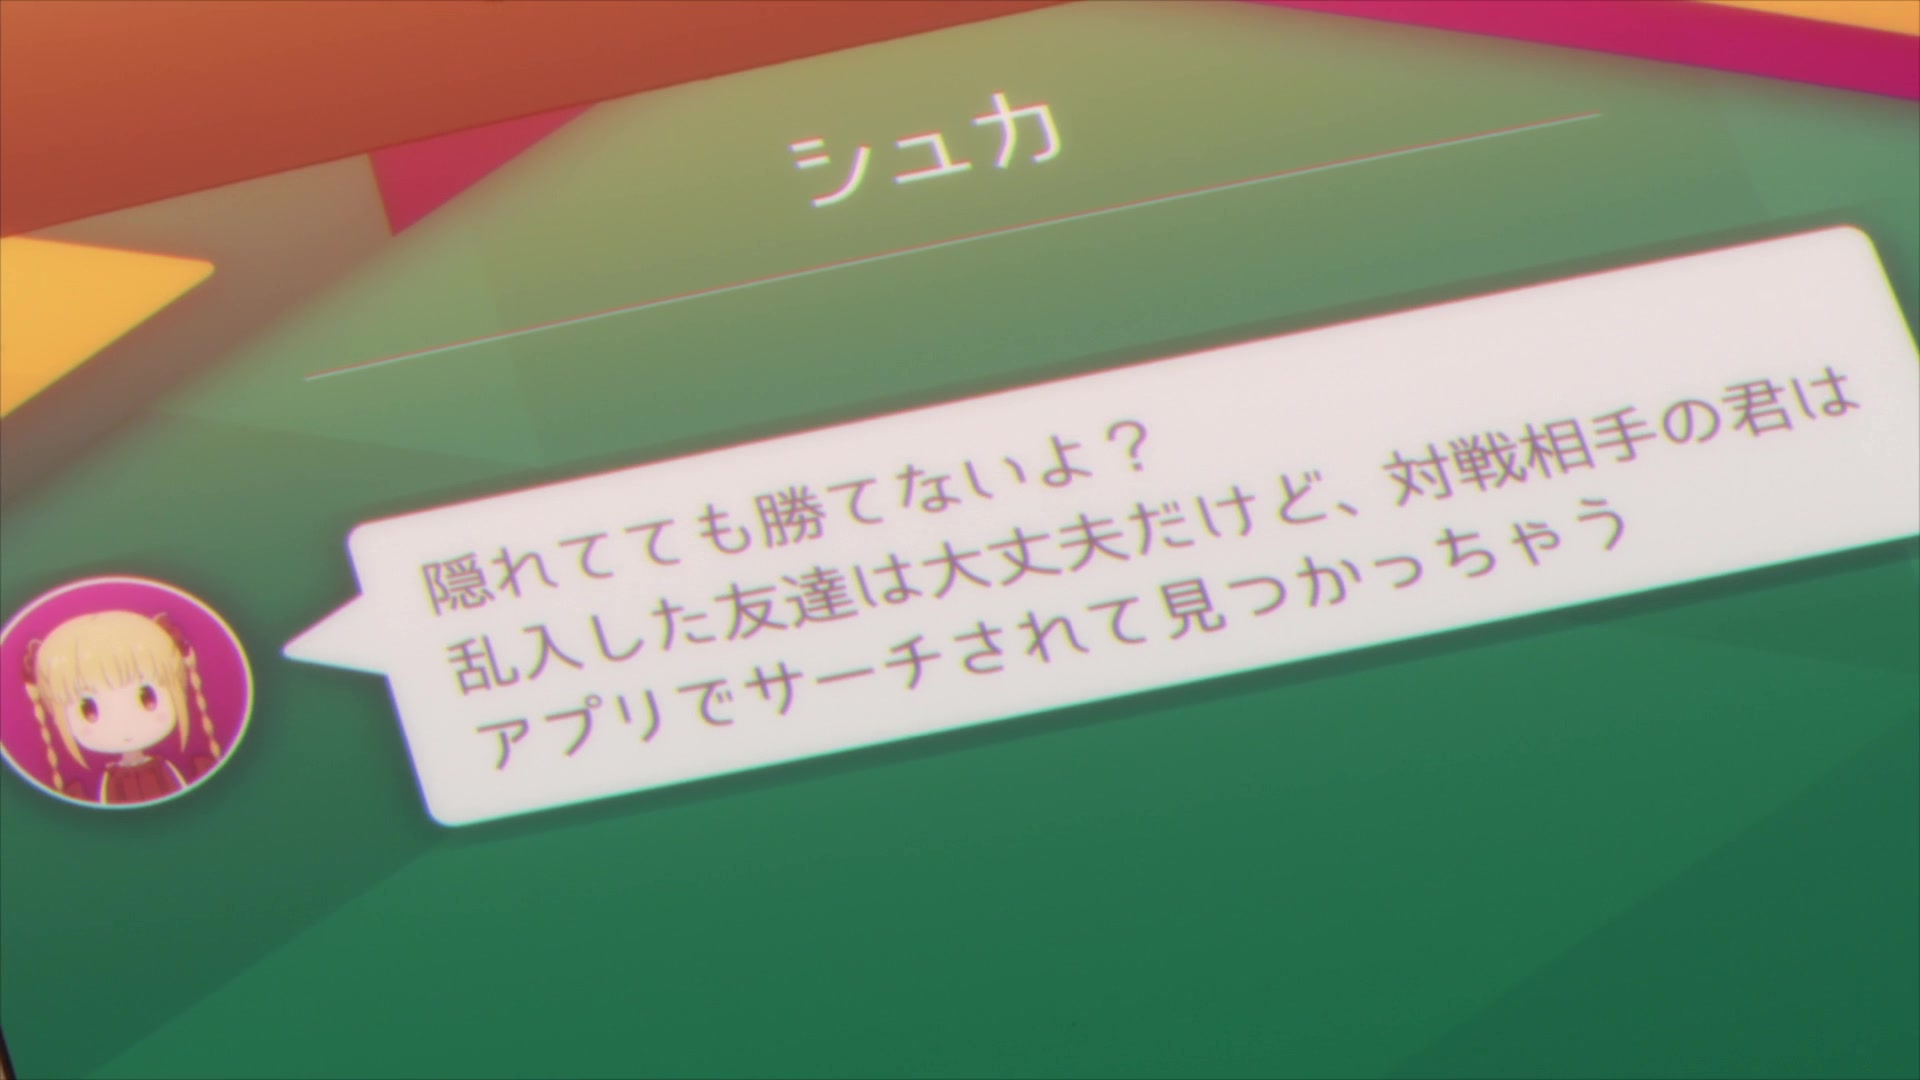 シュカ
隠れてても勝てないよ？
乱入した友達は大丈夫だけど、対戦相手の君は
アプリでサーチされて見つかっちゃう